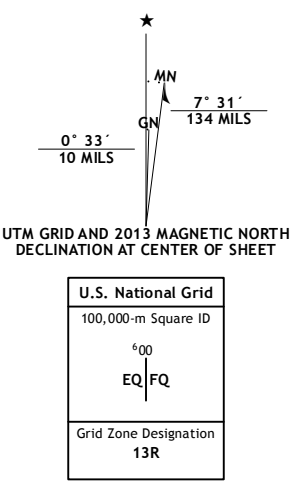 ★
MN
7° 31´
134 MILS
GN
0° 33´
10 MILS
UTM GRID AND 2013 MAGNETIC NORTH
DECLINATION AT CENTER OF SHEET
U.S. National Grid
100,000-m Square ID
⁶00
EQ FQ
Grid Zone Designation
13R